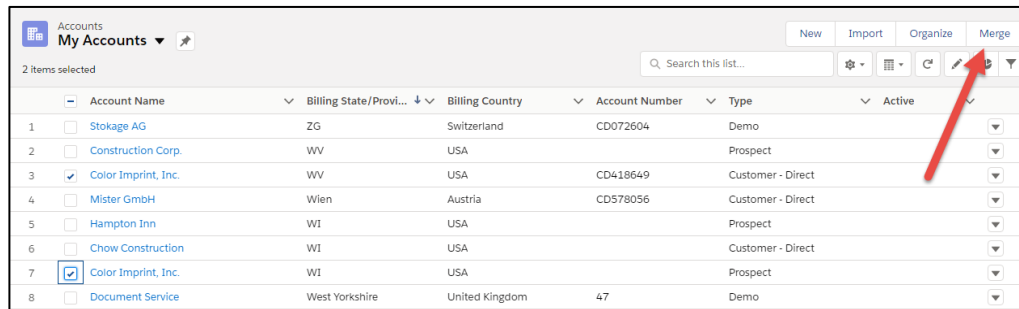 Accounts
My Accounts
New Import Organize Merge
2 items selected
Search this list...
Account Name Billing State/Provi... Billing Country Account Number Type Active
1 Stokage AG ZG Switzerland CD072604 Demo
2 Construction Corp. WV USA Prospect
3 Color Imprint, Inc. WV USA CD418649 Customer - Direct
4 Mister GmbH Wien Austria CD578056 Customer - Direct
5 Hampton Inn WI USA Prospect
6 Chow Construction WI USA Customer - Direct
7 Color Imprint, Inc. WI USA Prospect
8 Document Service West Yorkshire United Kingdom 47 Demo